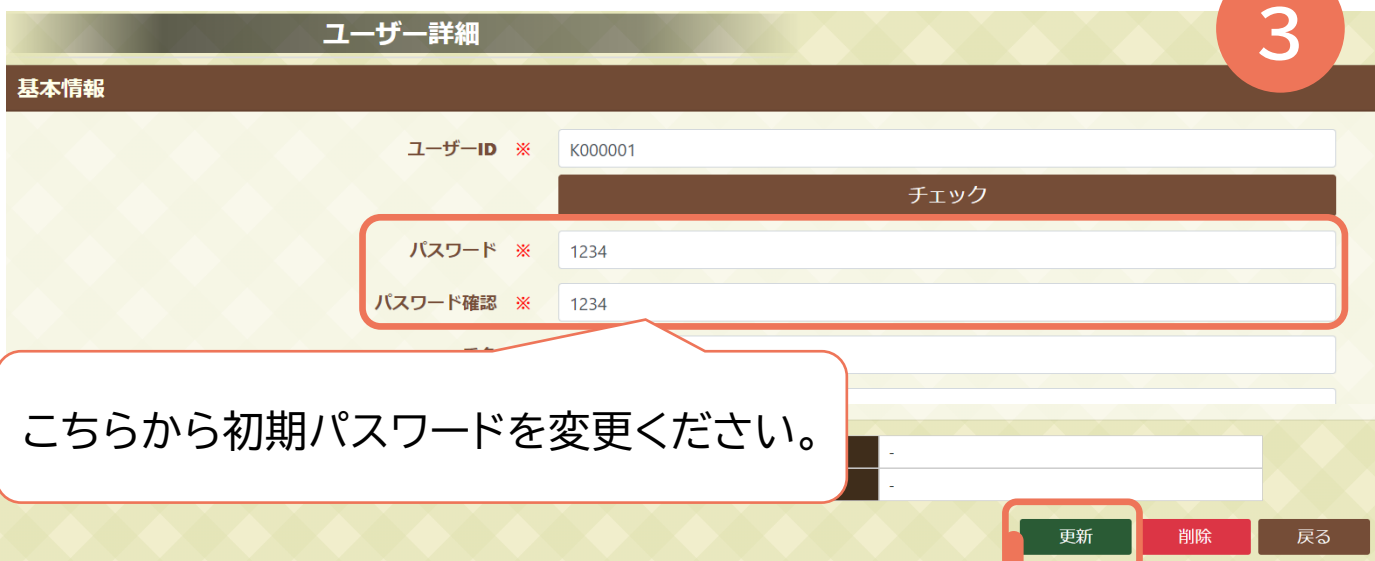 ユーザー詳細
3
基本情報
ユーザーID ※ K000001
チェック
パスワード ※ 1234
パスワード確認 ※ 1234
こちらから初期パスワードを変更ください。
-
-
更新 削除 戻る